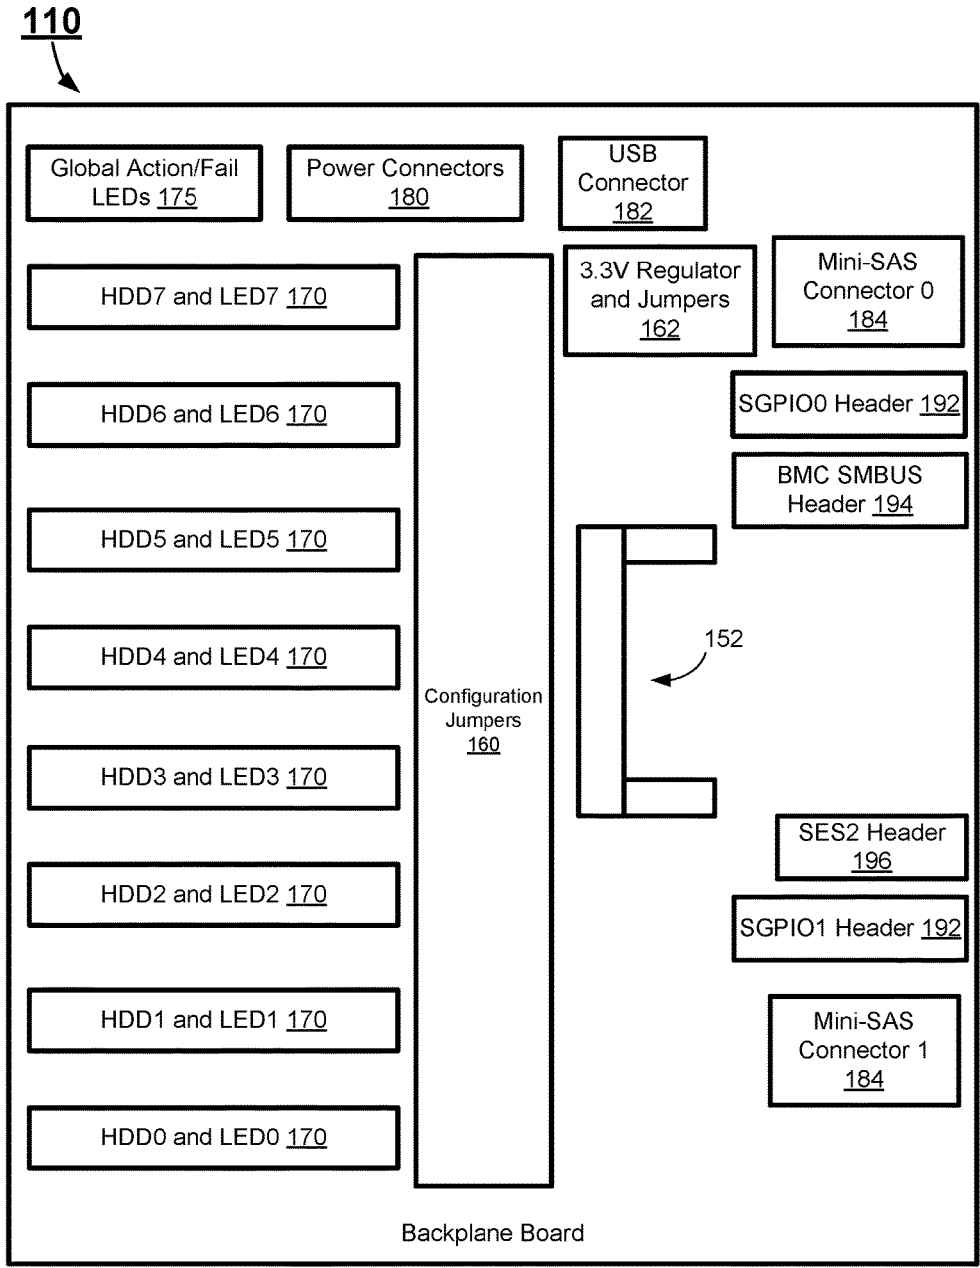 110
Global Action/Fail
LEDs 175
Power Connectors
180
USB
Connector
182
HDD7 and LED7 170
3.3V Regulator
and Jumpers
162
Mini-SAS
Connector 0
184
HDD6 and LED6 170
SGPIO0 Header 192
BMC SMBUS
Header 194
HDD5 and LED5 170
HDD4 and LED4 170
152
Configuration
Jumpers
160
HDD3 and LED3 170
SES2 Header
196
HDD2 and LED2 170
SGPIO1 Header 192
HDD1 and LED1 170
Mini-SAS
Connector 1
184
HDD0 and LED0 170
Backplane Board